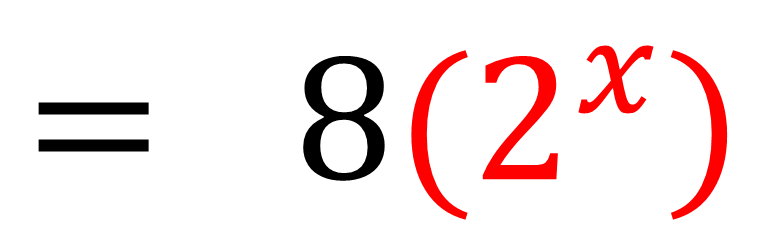 = 8(2^x)